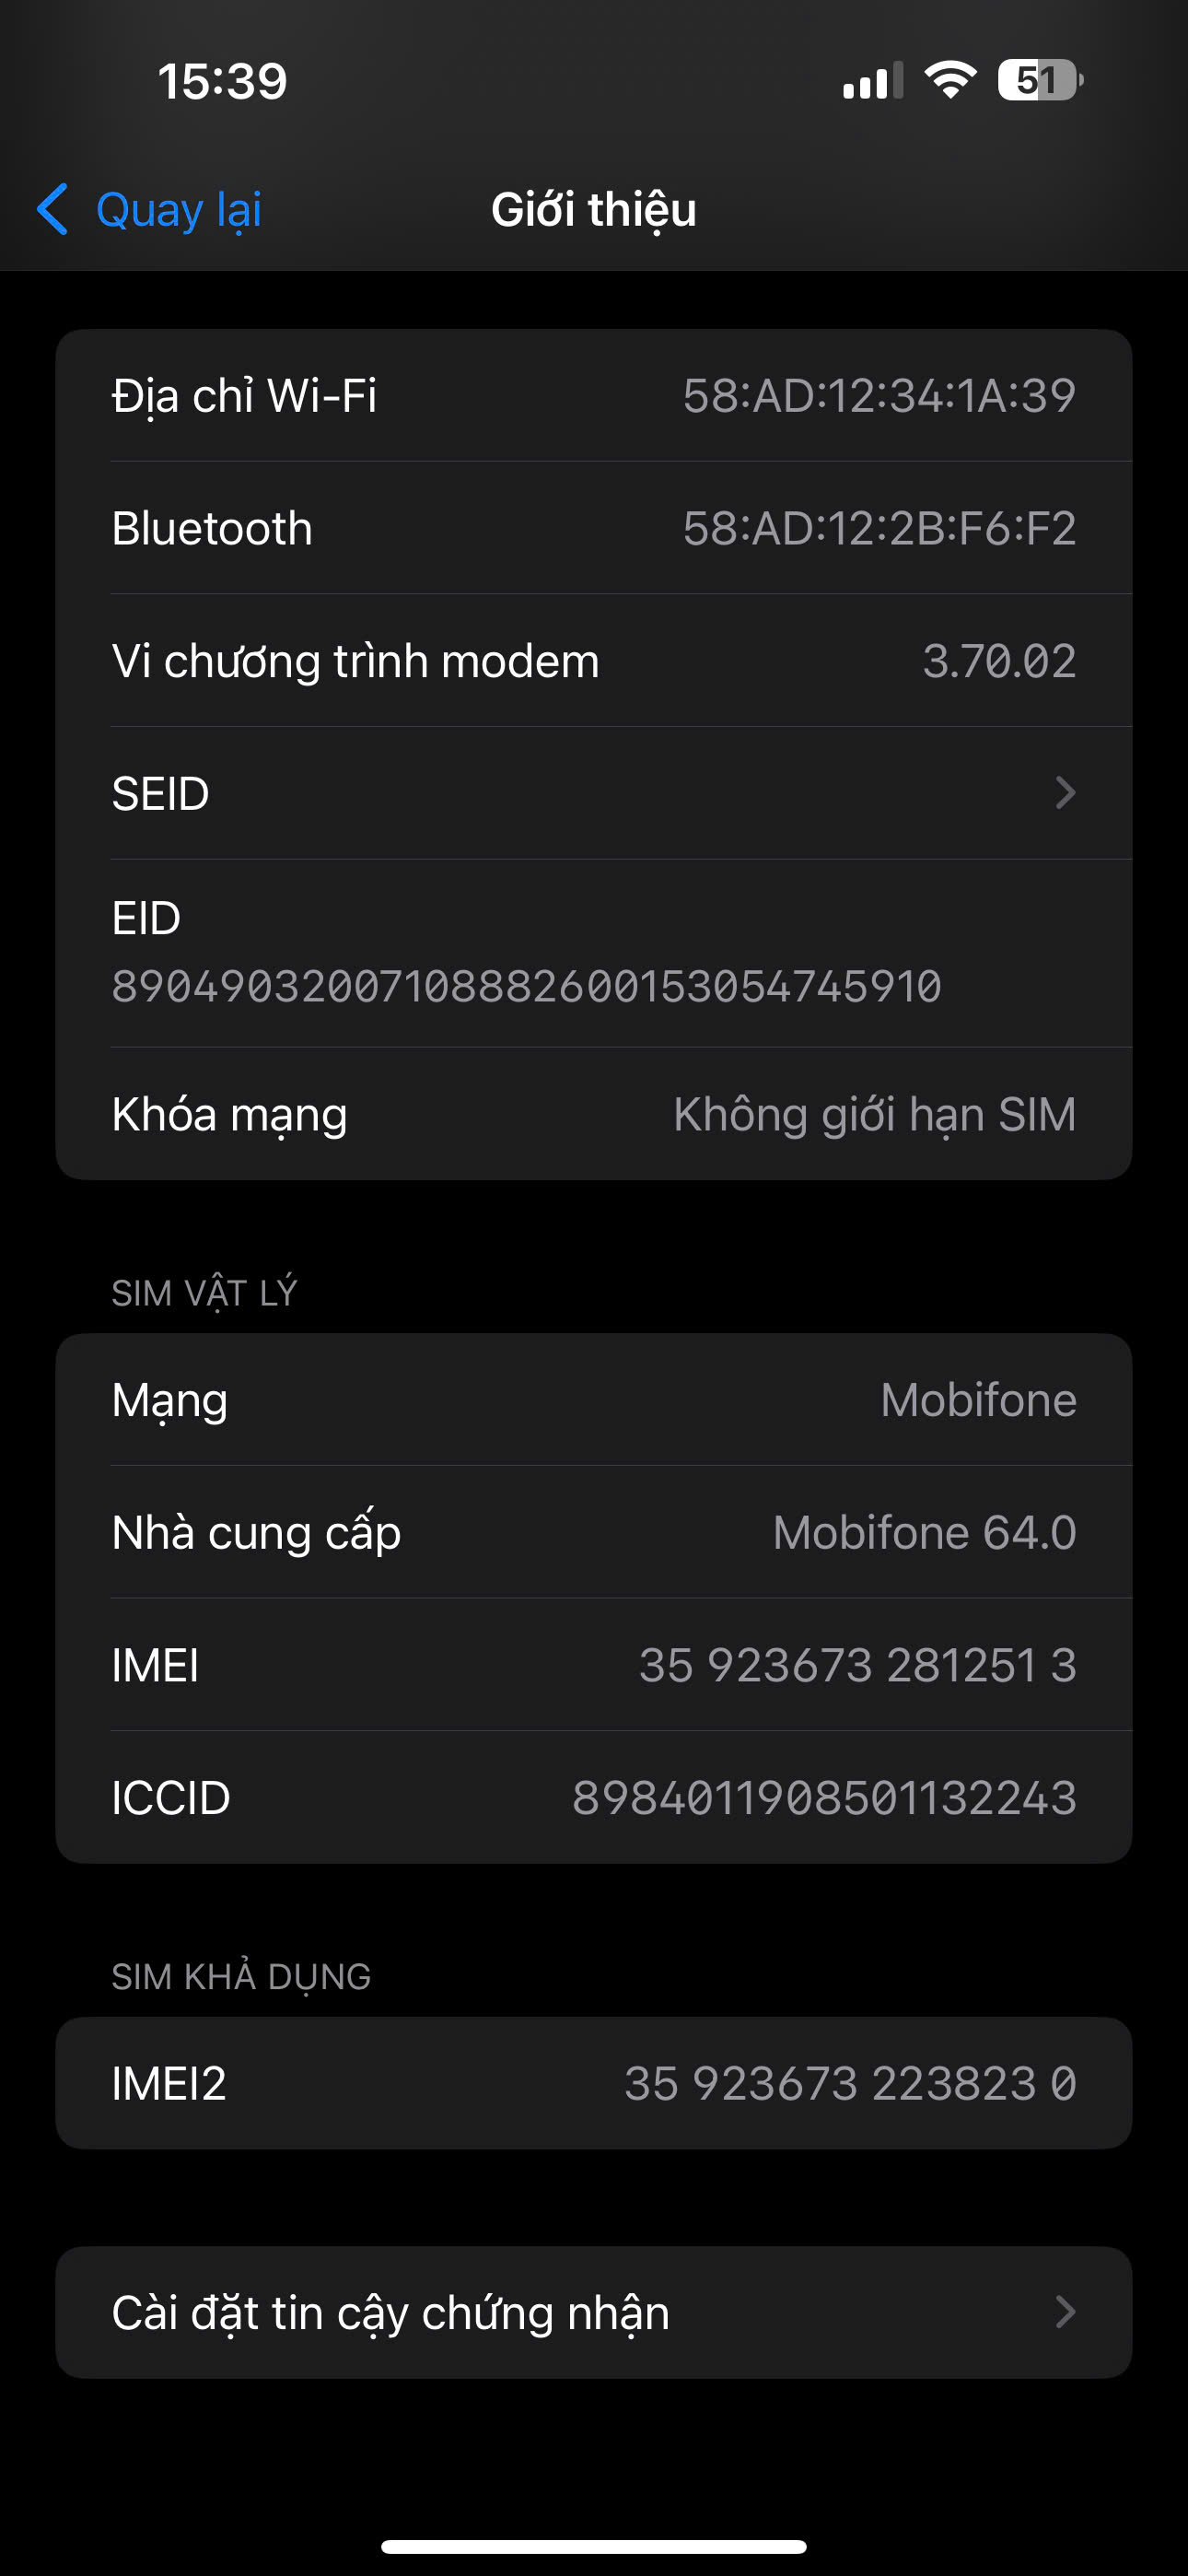 15:39
51
Quay lại
Giới thiệu
Địa chỉ Wi-Fi 58:AD:12:34:1A:39
Bluetooth 58:AD:12:2B:F6:F2
Vi chương trình modem 3.70.02
SEID
EID
89049032007108882600153054745910
Khóa mạng Không giới hạn SIM
SIM VẬT LÝ
Mạng Mobifone
Nhà cung cấp Mobifone 64.0
IMEI 35 923673 281251 3
ICCID 8984011908501132243
SIM KHẢ DỤNG
IMEI2 35 923673 223823 0
Cài đặt tin cậy chứng nhận